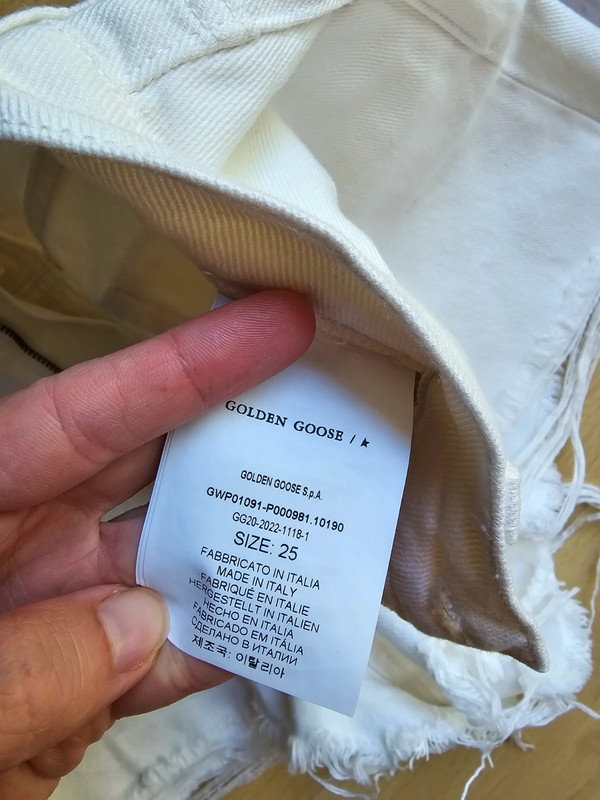 GOLDEN GOOSE / ★
GOLDEN GOOSE S.p.A.
GWP01091-P000981.10190
GG20-2022-1118-1
SIZE: 25
FABBRICATO IN ITALIA
MADE IN ITALY
FABRIQUÉ EN ITALIE
HERGESTELLT IN ITALIEN
HECHO EN ITALIA
FABRICADO EM ITÁLIA
СДЕЛАНО В ИТАЛИИ
제조국: 이탈리아